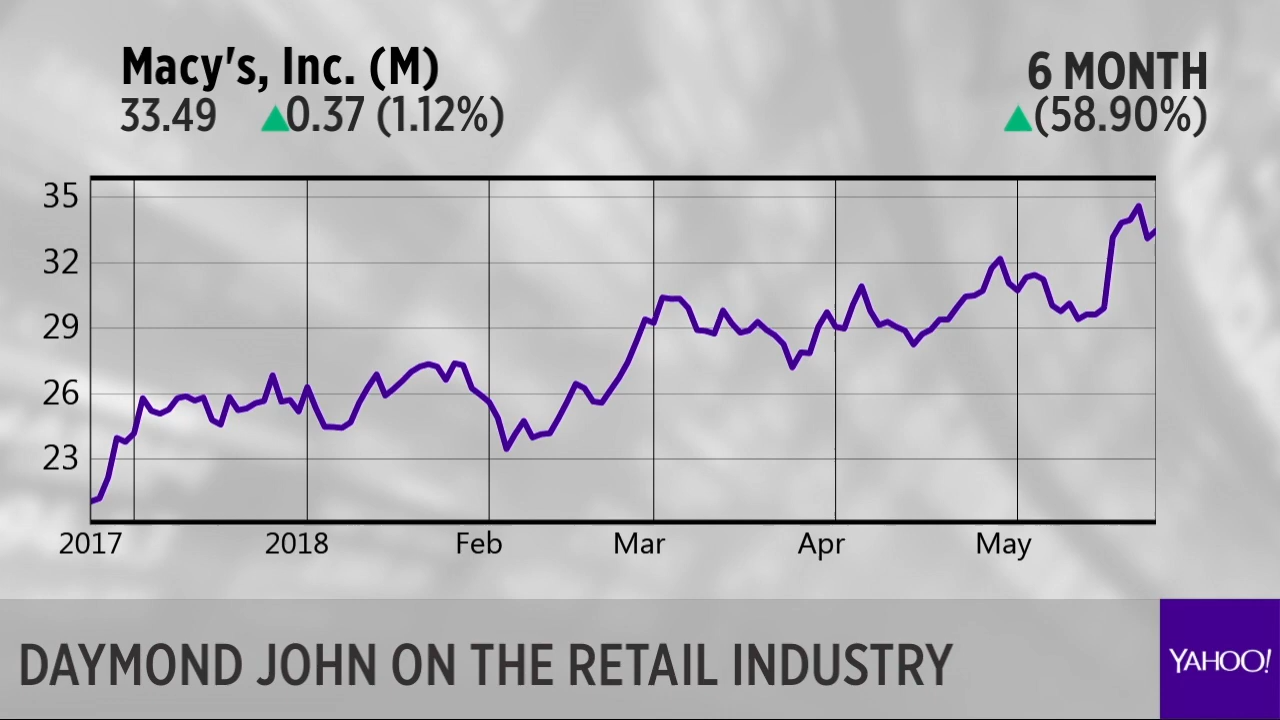 Macy's, Inc. (M)
33.49 ▲0.37 (1.12%)
6 MONTH
▲(58.90%)
35
32
29
26
23
2017 2018 Feb Mar Apr May
DAYMOND JOHN ON THE RETAIL INDUSTRY
YAHOO!